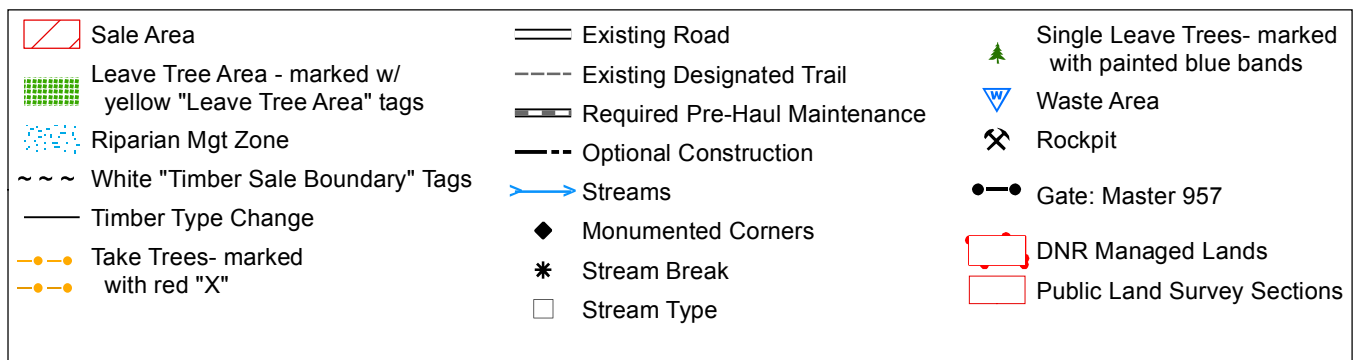 Sale Area
Leave Tree Area - marked w/
yellow "Leave Tree Area" tags
Riparian Mgt Zone
White "Timber Sale Boundary" Tags
Timber Type Change
Take Trees- marked
with red "X"
Existing Road
Existing Designated Trail
Required Pre-Haul Maintenance
Optional Construction
Streams
Monumented Corners
Stream Break
Stream Type
Single Leave Trees- marked
with painted blue bands
W
Waste Area
Rockpit
Gate: Master 957
DNR Managed Lands
Public Land Survey Sections